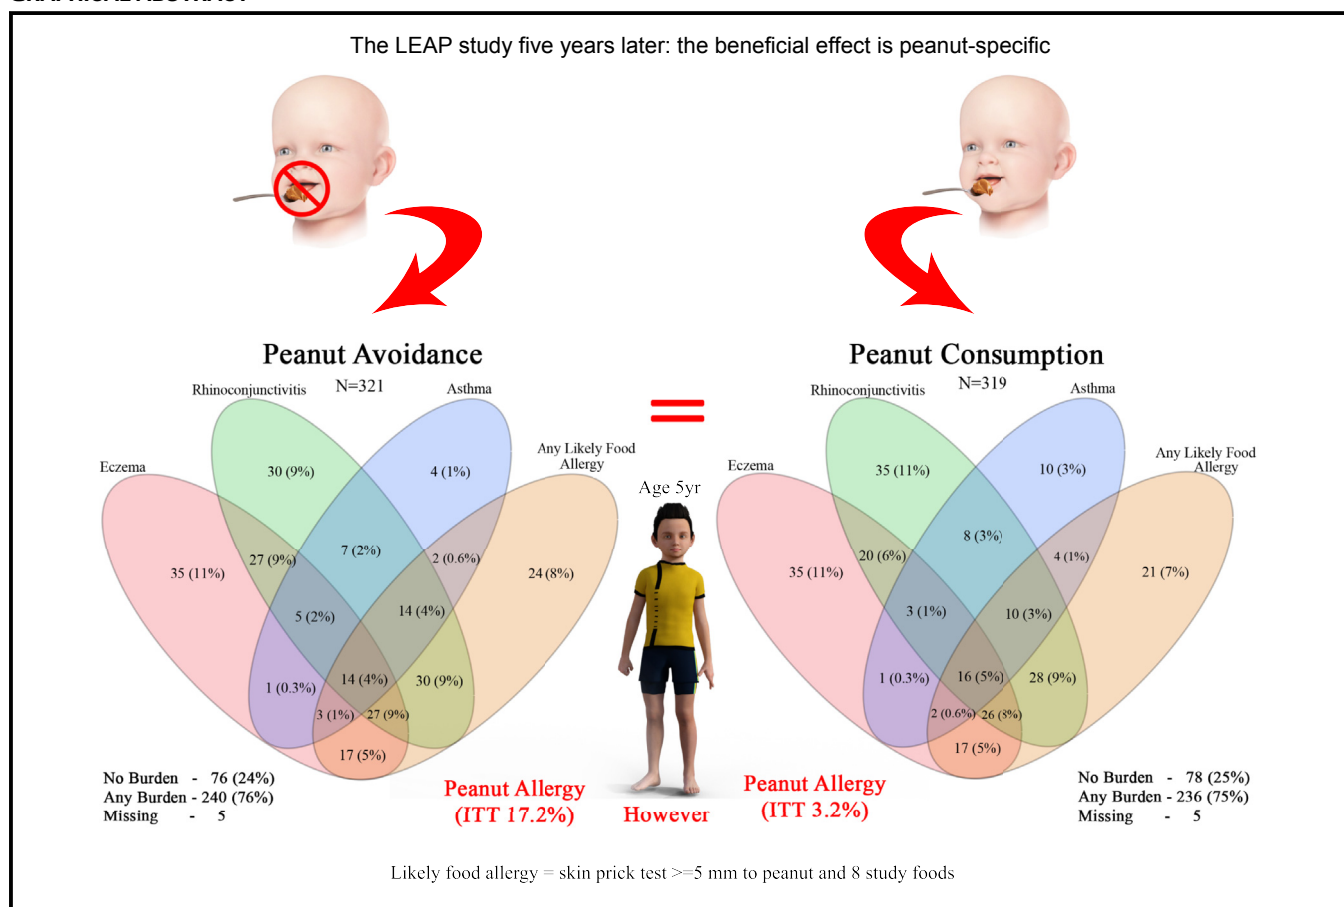 The LEAP study five years later: the beneficial effect is peanut-specific
Peanut Avoidance
N=321
Rhinoconjunctivitis
Asthma
Eczema
Any Likely Food
Allergy
30 (9%)
4 (1%)
35 (11%)
27 (9%)
7 (2%)
2 (0.6%)
24 (8%)
5 (2%)
14 (4%)
1 (0.3%)
14 (4%)
30 (9%)
3 (1%)
27 (9%)
17 (5%)
No Burden - 76 (24%)
Any Burden - 240 (76%)
Missing - 5
Peanut Allergy
(ITT 17.2%)
=
Age 5yr
However
Peanut Consumption
N=319
Rhinoconjunctivitis
Asthma
Eczema
Any Likely Food
Allergy
35 (11%)
10 (3%)
35 (11%)
20 (6%)
8 (3%)
4 (1%)
21 (7%)
3 (1%)
10 (3%)
1 (0.3%)
16 (5%)
28 (9%)
2 (0.6%)
26 (8%)
17 (5%)
Peanut Allergy
(ITT 3.2%)
No Burden - 78 (25%)
Any Burden - 236 (75%)
Missing - 5
Likely food allergy = skin prick test >=5 mm to peanut and 8 study foods